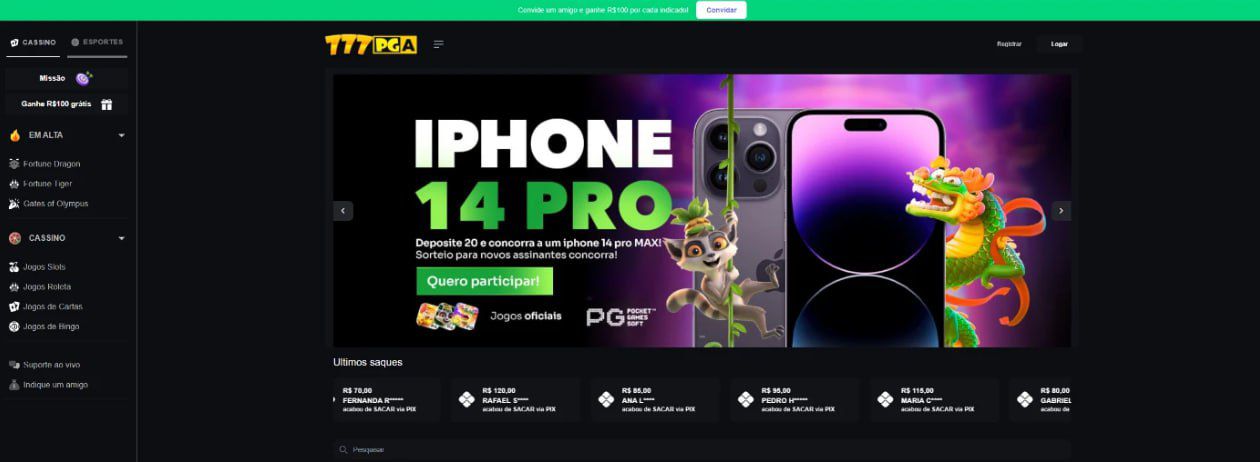 Convide um amigo e ganhe R$100 por cada indicado!
Convidar
CASSINO
ESPORTES
777 PGA
Registrar
Logar
Missão
Ganhe R$100 grátis
EM ALTA
Fortune Dragon
Fortune Tiger
Gates of Olympus
CASSINO
Jogos Slots
Jogos Roleta
Jogos de Cartas
Jogos de Bingo
Suporte ao vivo
Indique um amigo
IPHONE
14 PRO
Deposite 20 e concorra a um iphone 14 pro MAX!
Sorteio para novos assinantes concorra!
Quero participar!
Jogos oficiais
PG POCKET™
GAMES
SOFT
Ultimos saques
R$ 70,00
FERNANDA R*****
acabou de SACAR via PIX
R$ 120,00
RAFAEL S****
acabou de SACAR via PIX
R$ 85,00
ANA L****
acabou de SACAR via PIX
R$ 95,00
PEDRO H*****
acabou de SACAR via PIX
R$ 115,00
MARIA C****
acabou de SACAR via PIX
R$ 80,00
GABRIEL
acabou de
Pesquisar